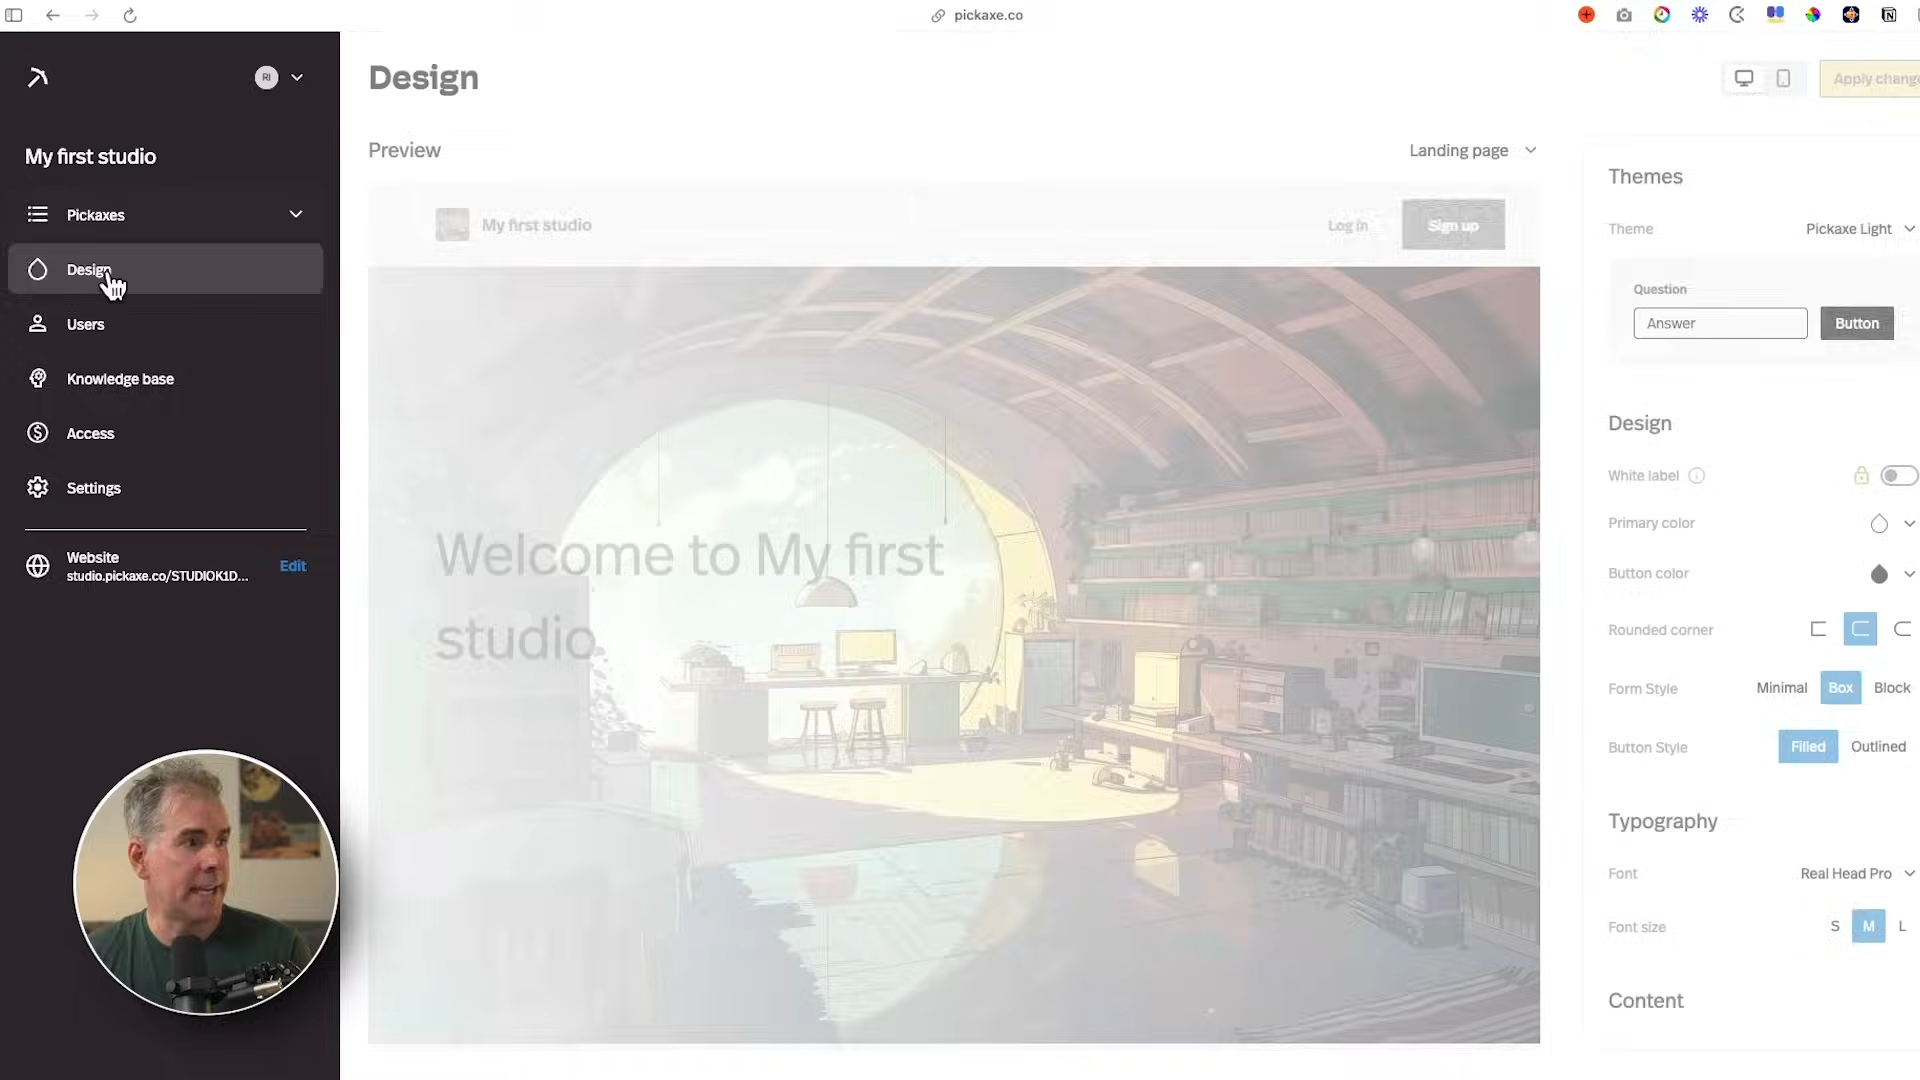 pickaxe.co
RI
My first studio
Pickaxes
Design
Users
Knowledge base
Access
Settings
Website
studio.pickaxe.co/STUDIOK1D...
Edit
Design
Apply change
Preview
Landing page
My first studio
Log in
Sign up
Welcome to My first
studio
Themes
Theme
Pickaxe Light
Question
Answer
Button
Design
White label
Primary color
Button color
Rounded corner
Form Style
Minimal
Box
Block
Button Style
Filled
Outlined
Typography
Font
Real Head Pro
Font size
S
M
L
Content